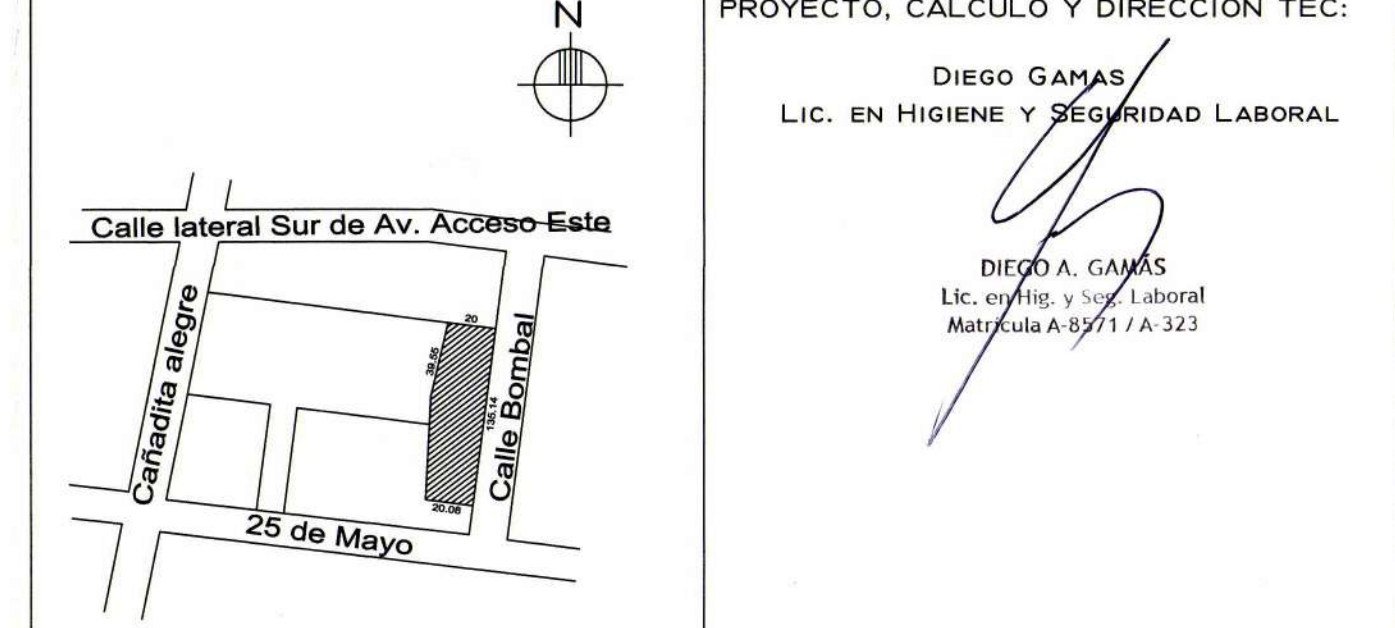 N
Calle lateral Sur de Av. Acceso Este
Cañadita alegre
20
39.55
135.14
Calle Bombal
20.08
25 de Mayo
PROYECTO, CALCULO Y DIRECCION TEC:
DIEGO GAMAS
LIC. EN HIGIENE Y SEGURIDAD LABORAL
DIEGO A. GAMÁS
Lic. en Hig. y Seg. Laboral
Matrícula A-8571 / A-323